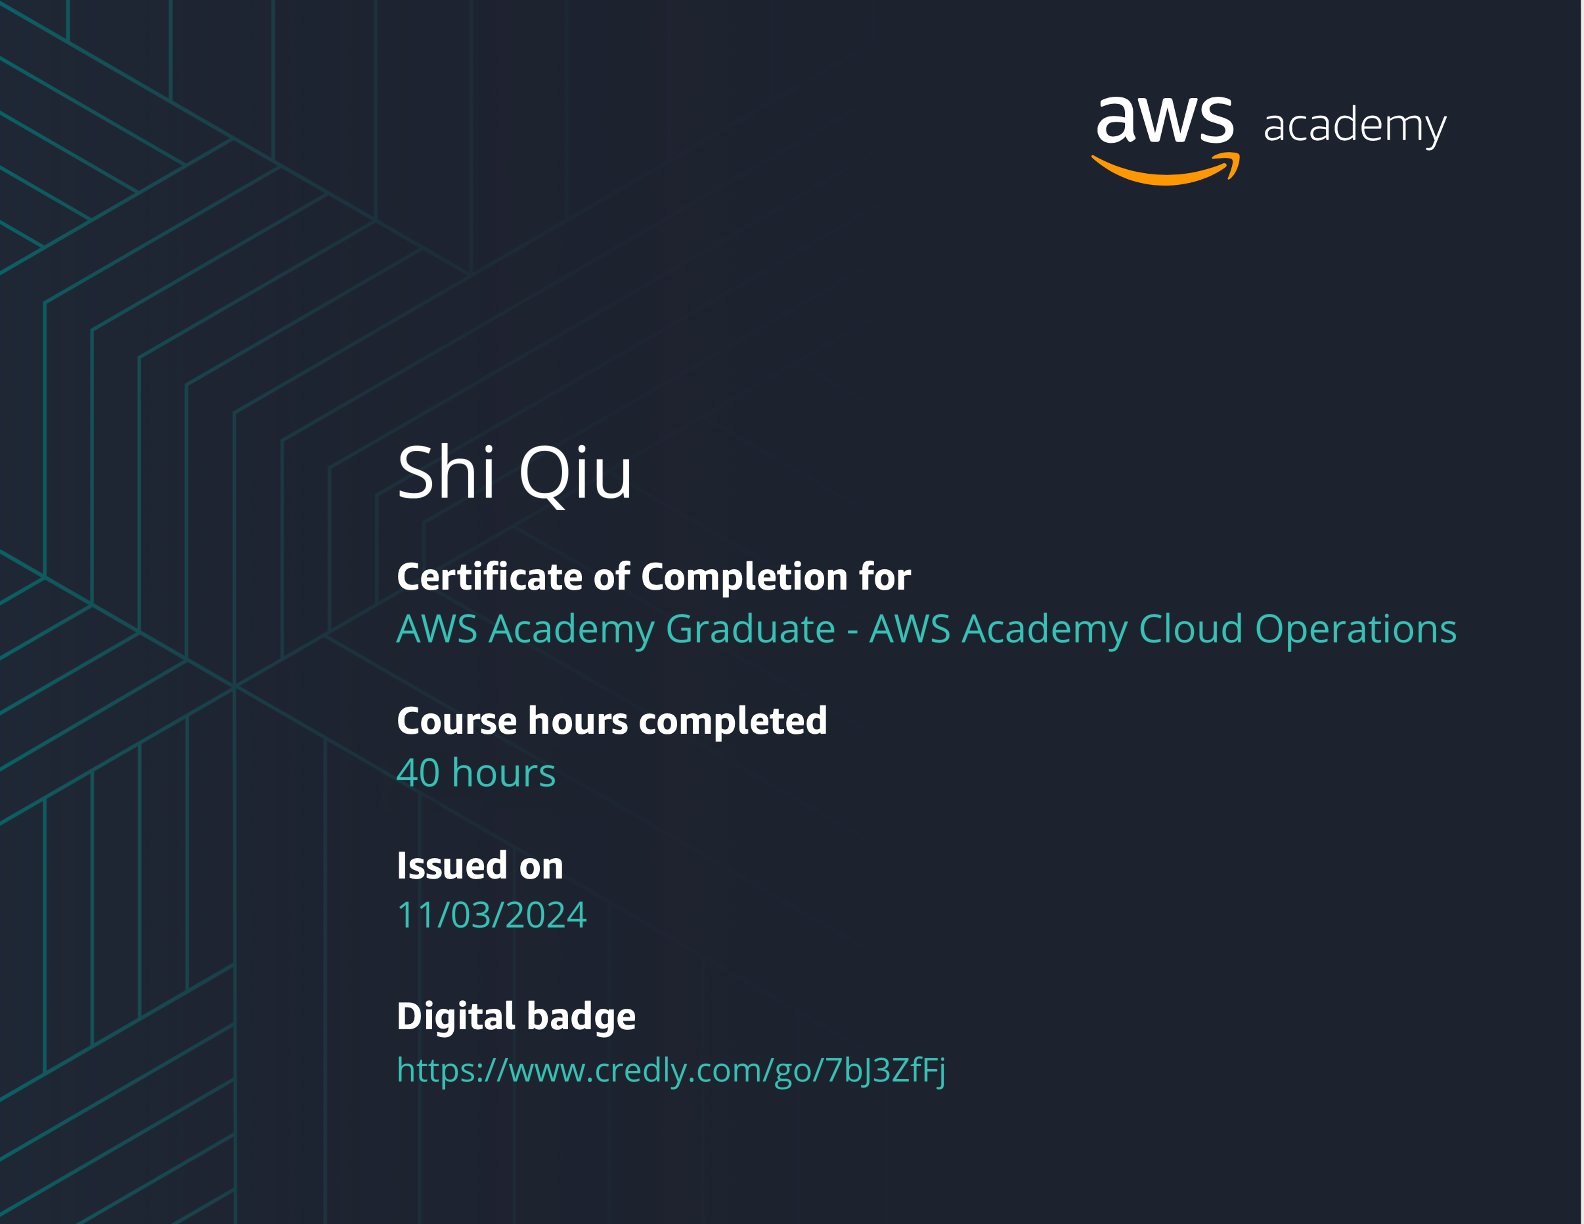 aws academy
Shi Qiu
Certificate of Completion for
AWS Academy Graduate - AWS Academy Cloud Operations
Course hours completed
40 hours
Issued on
11/03/2024
Digital badge
https://www.credly.com/go/7bJ3ZfFj